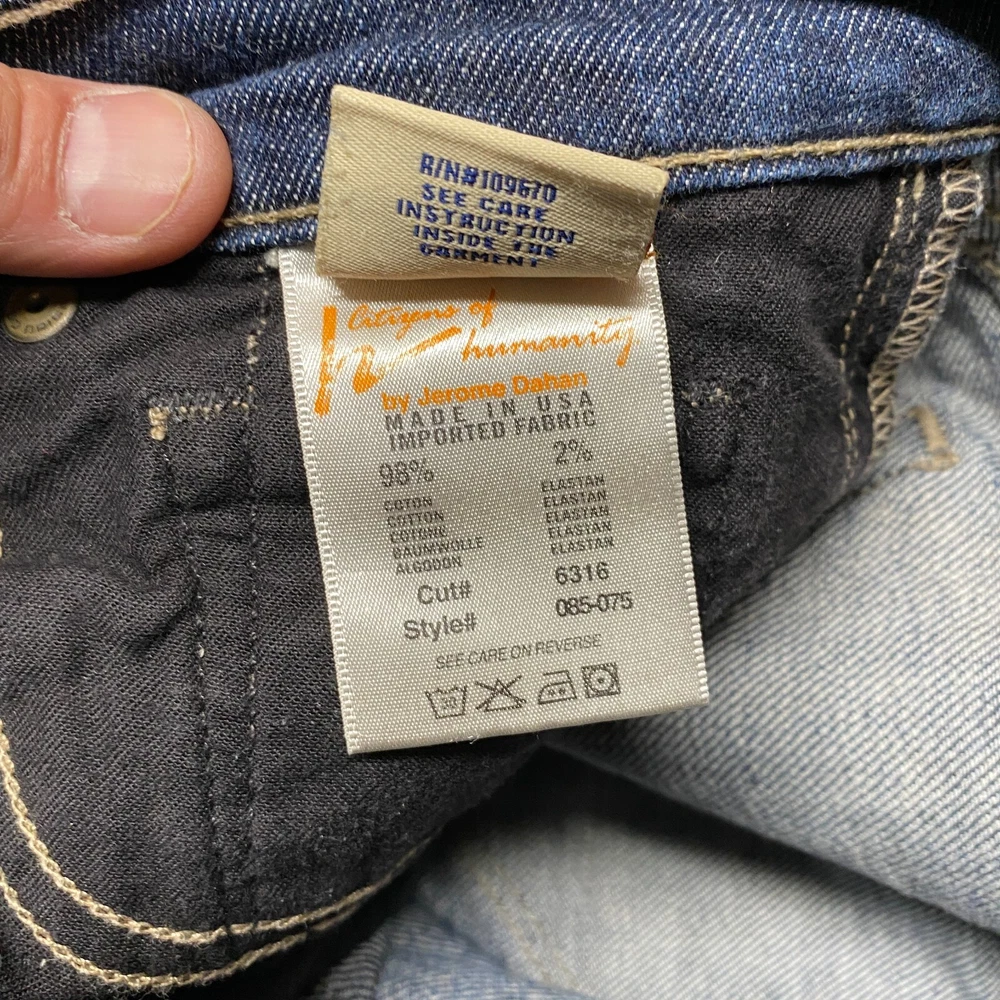 R/N#109670
SEE CARE
INSTRUCTION
INSIDE THE
GARMENT
Citizens of
humanity
by Jerome Dahan
MADE IN USA
IMPORTED FABRIC
98% 2%
COTON ELASTAN
COTTON ELASTAN
COTONE ELASTAN
BAUMWOLLE ELASTAN
ALGODON ELASTAN
Cut# 6316
Style# 085-075
SEE CARE ON REVERSE
30